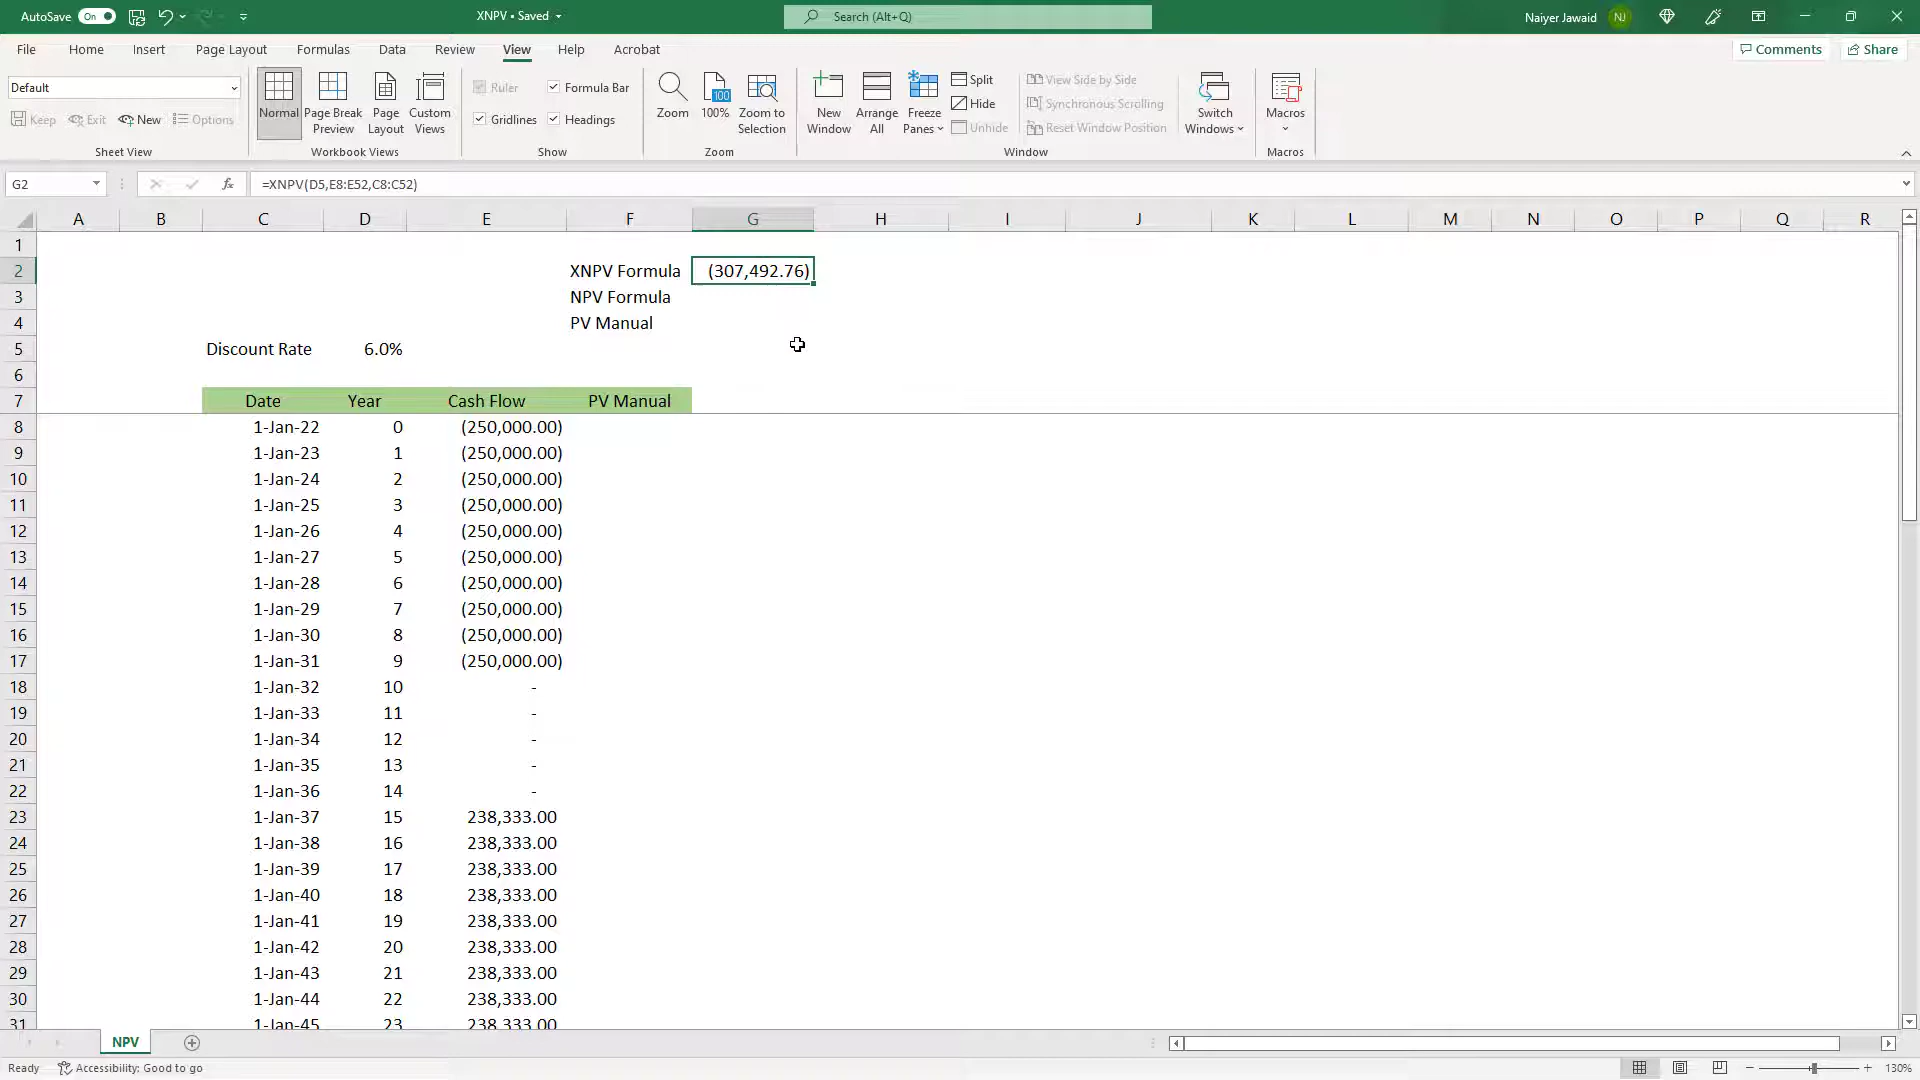 AutoSave On XNPV • Saved Search (Alt+Q) Naiyer Jawaid NJ
File Home Insert Page Layout Formulas Data Review View Help Acrobat Comments Share
Default
Keep Exit New Options
Sheet View
Normal Page Break Preview Page Layout Custom Views
Workbook Views
Ruler Formula Bar
Gridlines Headings
Show
Zoom 100 100% Zoom to Selection
Zoom
New Window Arrange All Freeze Panes
Split
Hide
Unhide
View Side by Side
Synchronous Scrolling
Reset Window Position
Switch Windows
Window
Macros
Macros
G2 fx =XNPV(D5,E8:E52,C8:C52)
A B C D E F G H I J K L M N O P Q R
1
2 XNPV Formula (307,492.76)
3 NPV Formula
4 PV Manual
5 Discount Rate 6.0%
6
7 Date Year Cash Flow PV Manual
8 1-Jan-22 0 (250,000.00)
9 1-Jan-23 1 (250,000.00)
10 1-Jan-24 2 (250,000.00)
11 1-Jan-25 3 (250,000.00)
12 1-Jan-26 4 (250,000.00)
13 1-Jan-27 5 (250,000.00)
14 1-Jan-28 6 (250,000.00)
15 1-Jan-29 7 (250,000.00)
16 1-Jan-30 8 (250,000.00)
17 1-Jan-31 9 (250,000.00)
18 1-Jan-32 10 -
19 1-Jan-33 11 -
20 1-Jan-34 12 -
21 1-Jan-35 13 -
22 1-Jan-36 14 -
23 1-Jan-37 15 238,333.00
24 1-Jan-38 16 238,333.00
25 1-Jan-39 17 238,333.00
26 1-Jan-40 18 238,333.00
27 1-Jan-41 19 238,333.00
28 1-Jan-42 20 238,333.00
29 1-Jan-43 21 238,333.00
30 1-Jan-44 22 238,333.00
31 1-Jan-45 23 238,333.00
NPV
Ready Accessibility: Good to go 130%